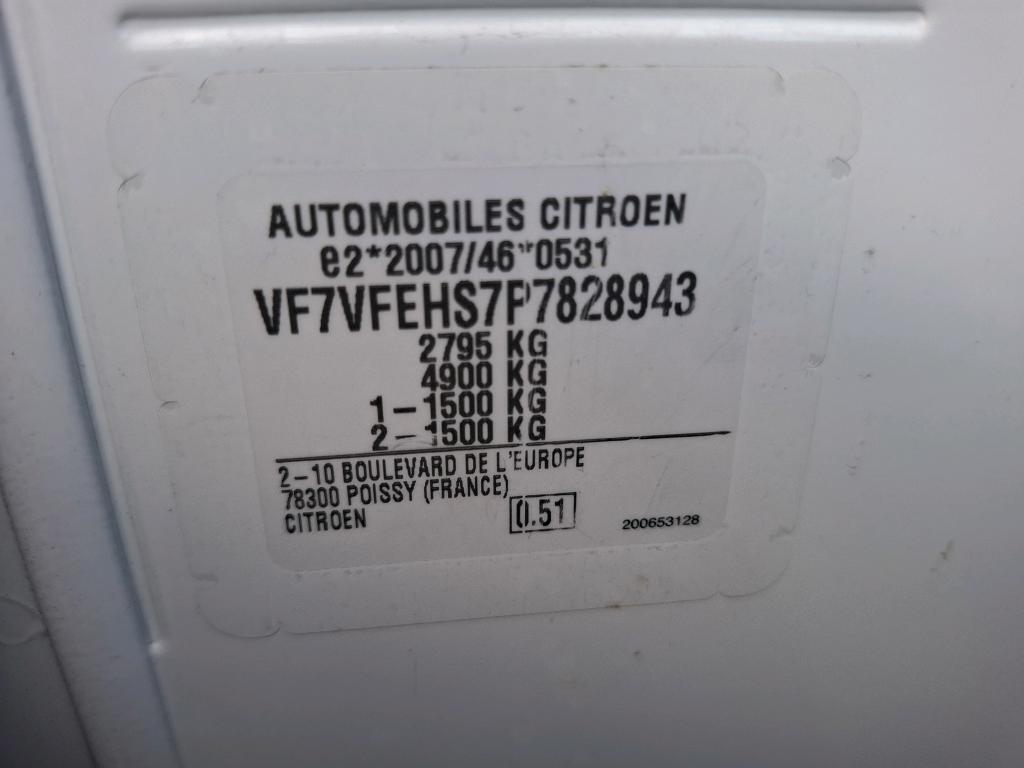 AUTOMOBILES CITROEN
e2*2007/46*0531
VF7VFEHS7P7828943
2795 KG
4900 KG
1-1500 KG
2-1500 KG
2-10 BOULEVARD DE L'EUROPE
78300 POISSY (FRANCE)
CITROEN
0.51
200653128